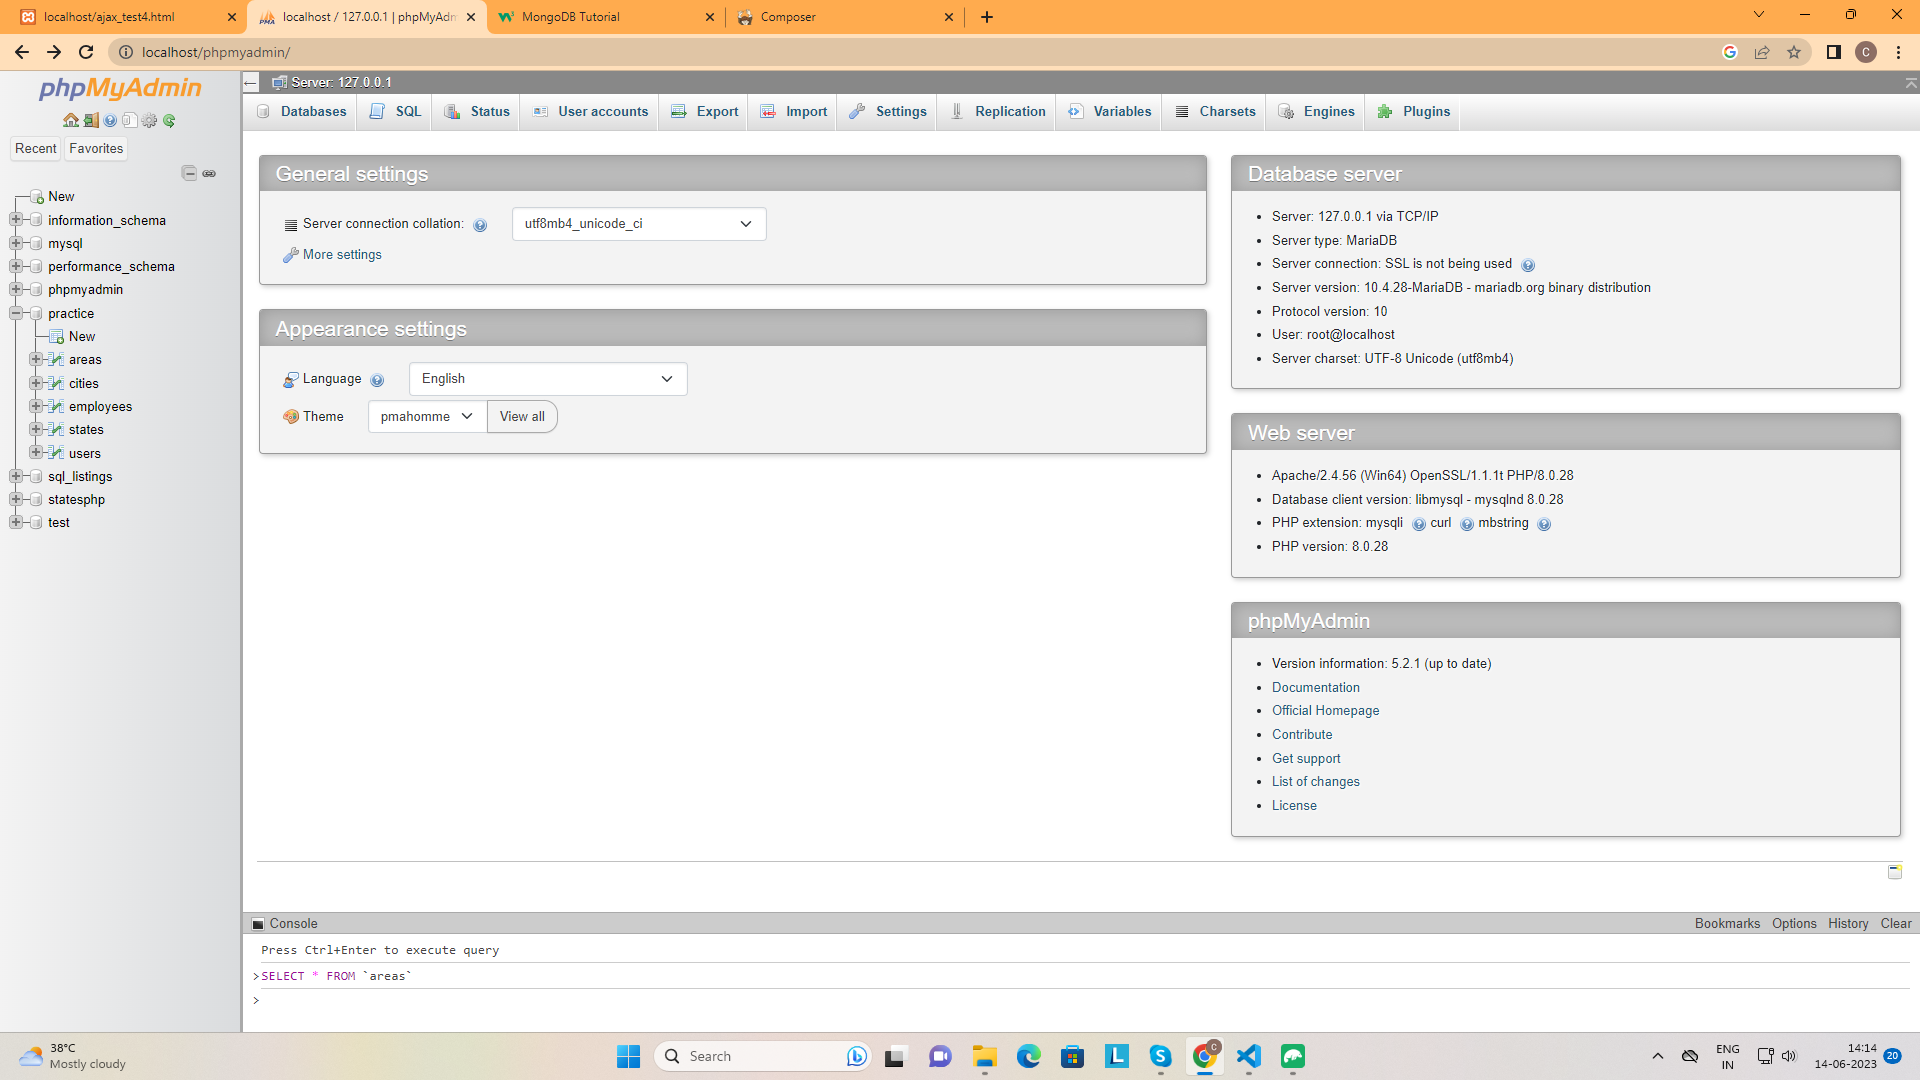 localhost/ajax_test4.html
localhost / 127.0.0.1 | phpMyAdm
MongoDB Tutorial
Composer
localhost/phpmyadmin/
C
phpMyAdmin
Recent
Favorites
New
information_schema
mysql
performance_schema
phpmyadmin
practice
New
areas
cities
employees
states
users
sql_listings
statesphp
test
Server: 127.0.0.1
Databases
SQL
Status
User accounts
Export
Import
Settings
Replication
Variables
Charsets
Engines
Plugins
General settings
Server connection collation:
utf8mb4_unicode_ci
More settings
Appearance settings
Language
English
Theme
pmahomme
View all
Database server
Server: 127.0.0.1 via TCP/IP
Server type: MariaDB
Server connection: SSL is not being used
Server version: 10.4.28-MariaDB - mariadb.org binary distribution
Protocol version: 10
User: root@localhost
Server charset: UTF-8 Unicode (utf8mb4)
Web server
Apache/2.4.56 (Win64) OpenSSL/1.1.1t PHP/8.0.28
Database client version: libmysql - mysqlnd 8.0.28
PHP extension: mysqli curl mbstring
PHP version: 8.0.28
phpMyAdmin
Version information: 5.2.1 (up to date)
Documentation
Official Homepage
Contribute
Get support
List of changes
License
Console
Bookmarks
Options
History
Clear
Press Ctrl+Enter to execute query
>SELECT * FROM `areas`
>
38°C
Mostly cloudy
Search
ENG
IN
14:14
14-06-2023
20